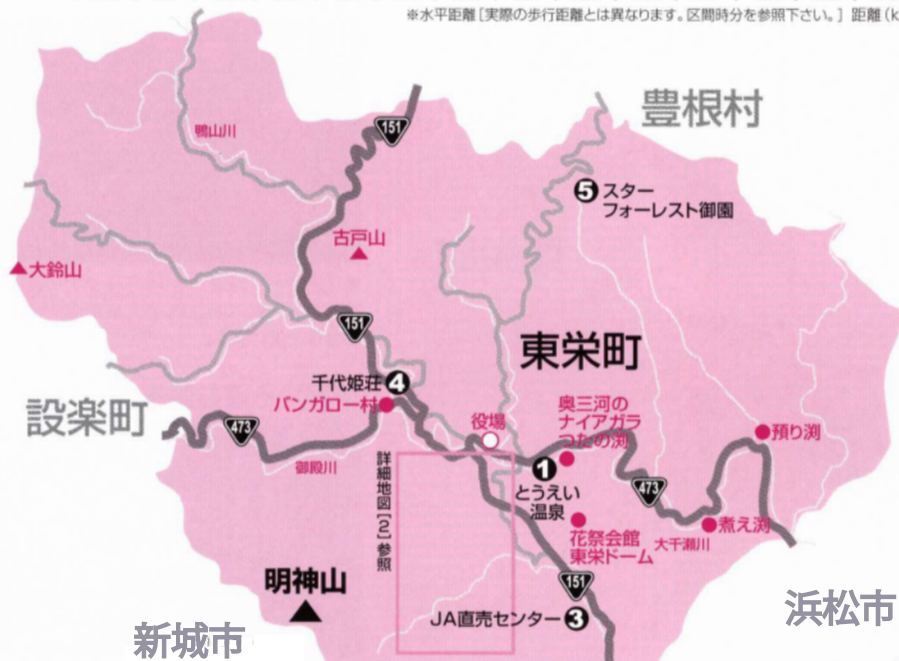 ※水平距離[実際の歩行距離とは異なります。区間時分を参照下さい。] 距離(k
豊根村
151
鴨山川
5 スター
フォーレスト御園
古戸山
大鈴山
151
東栄町
千代姫荘 4
バンガロー村
設楽町
473
御殿川
役場
奥三河の
ナイアガラ
つたの渕
預り渕
1
とうえい
温泉
473
詳細地図[2]参照
花祭会館
東栄ドーム
煮え渕
大千瀬川
明神山
151
JA直売センター 3
浜松市
新城市